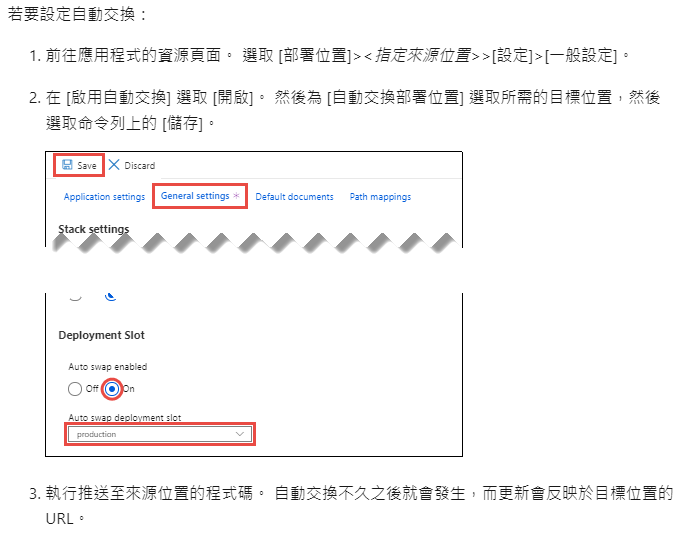 若要設定自動交換：
1. 前往應用程式的資源頁面。 選取 [部署位置]><指定來源位置>>[設定]>[一般設定]。
2. 在 [啟用自動交換] 選取 [開啟]。 然後為 [自動交換部署位置] 選取所需的目標位置，然後
選取命令列上的 [儲存]。
Save Discard
Application settings General settings * Default documents Path mappings
Stack settings
Deployment Slot
Auto swap enabled
Off On
Auto swap deployment slot
production
3. 執行推送至來源位置的程式碼。 自動交換不久之後就會發生，而更新會反映於目標位置的
URL。